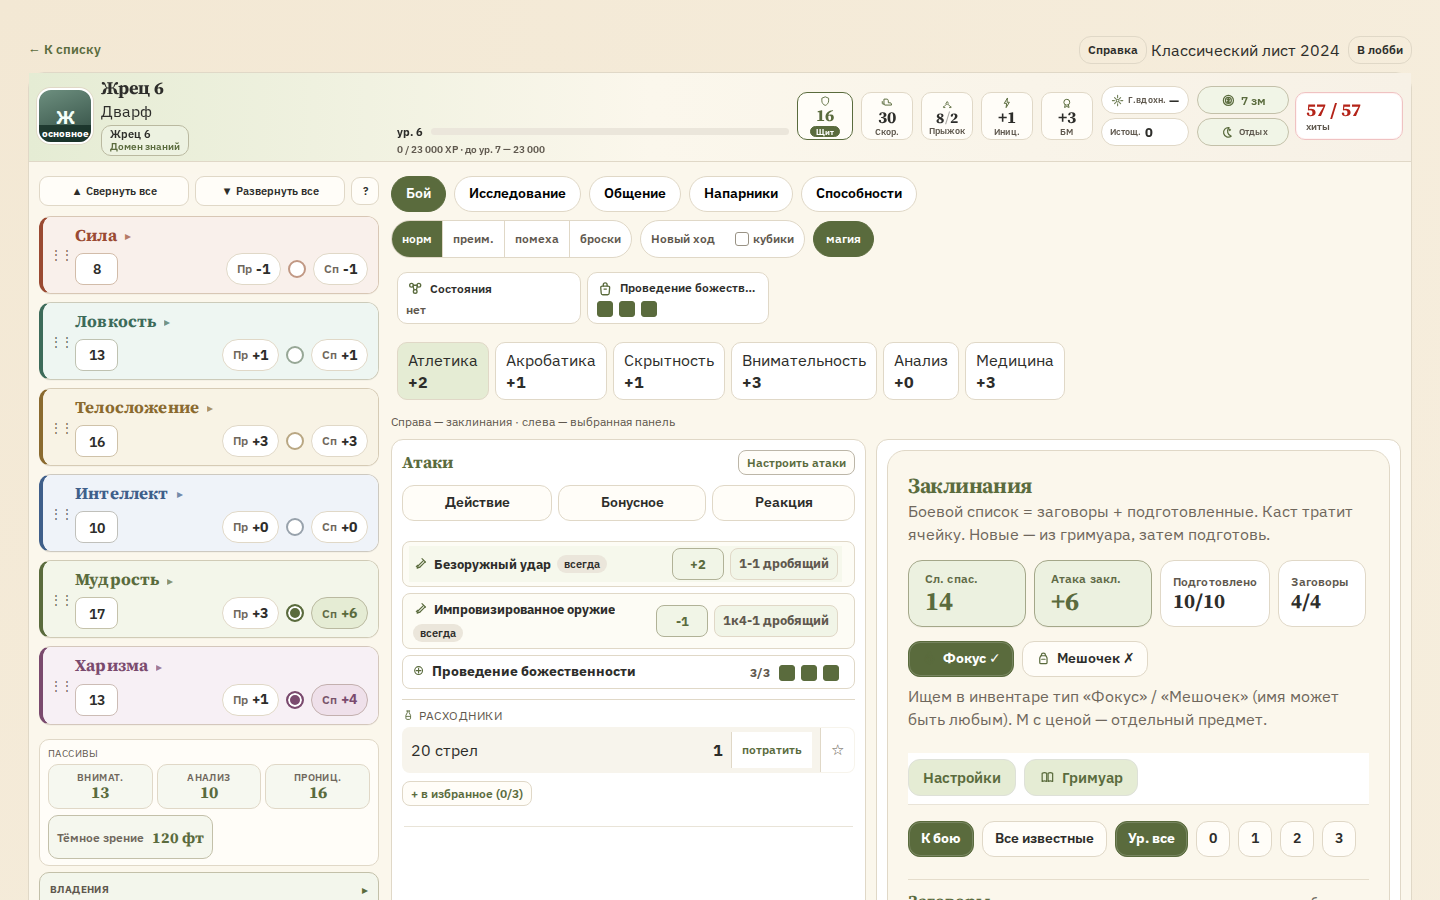 ← К списку
Справка Классический лист 2024 В лобби
Ж
основное
Жрец 6
Дварф
Жрец 6
Домен знаний
ур. 6
0 / 23 000 XP · до ур. 7 — 23 000
16
Щит
30
Скор.
8/2
Прыжок
+1
Иниц.
+3
БМ
Г.вдохн. —
Истощ. 0
7 зм
Отдых
57 / 57
хиты
▲ Свернуть все
▼ Развернуть все
?
Сила ▸
8
Пр -1
Сп -1
Ловкость ▸
13
Пр +1
Сп +1
Телосложение ▸
16
Пр +3
Сп +3
Интеллект ▸
10
Пр +0
Сп +0
Мудрость ▸
17
Пр +3
Сп +6
Харизма ▸
13
Пр +1
Сп +4
ПАССИВЫ
ВНИМАТ.
13
АНАЛИЗ
10
ПРОНИЦ.
16
Тёмное зрение 120 фт
ВЛАДЕНИЯ ▸
Бой
Исследование
Общение
Напарники
Способности
норм
преим.
помеха
броски
Новый ход
кубики
магия
Состояния
нет
Проведение божеств...
Атлетика
+2
Акробатика
+1
Скрытность
+1
Внимательность
+3
Анализ
+0
Медицина
+3
Справа — заклинания · слева — выбранная панель
Атаки
Настроить атаки
Действие
Бонусное
Реакция
Безоружный удар всегда
+2
1-1 дробящий
Импровизированное оружие
всегда
-1
1к4-1 дробящий
Проведение божественности
3/3
РАСХОДНИКИ
20 стрел
1
потратить
☆
+ в избранное (0/3)
Заклинания
Боевой список = заговоры + подготовленные. Каст тратит
ячейку. Новые — из гримуара, затем подготовь.
Сл. спас.
14
Атака закл.
+6
Подготовлено
10/10
Заговоры
4/4
Фокус ✓
Мешочек ✗
Ищем в инвентаре тип «Фокус» / «Мешочек» (имя может
быть любым). М с ценой — отдельный предмет.
Настройки
Гримуар
К бою
Все известные
Ур. все
0
1
2
3